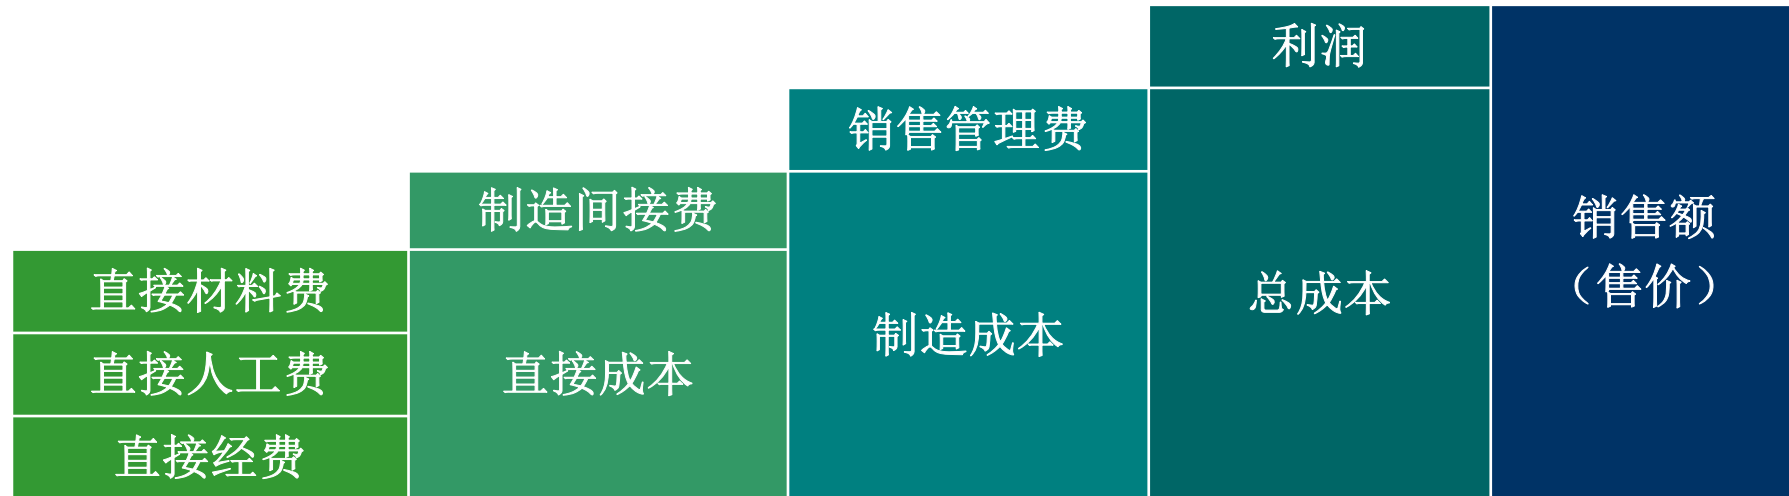 直接材料费
直接人工费
直接经费
制造间接费
直接成本
销售管理费
制造成本
利润
总成本
销售额
（售价）